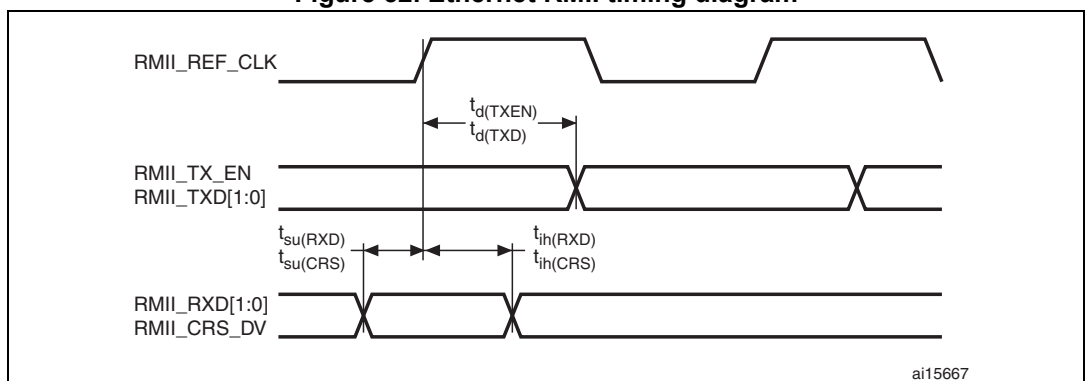 Figure 62. Ethernet RMII timing diagram
RMII_REF_CLK
td(TXEN)
td(TXD)
RMII_TX_EN
RMII_TXD[1:0]
tsu(RXD)
tsu(CRS)
tih(RXD)
tih(CRS)
RMII_RXD[1:0]
RMII_CRS_DV
ai15667